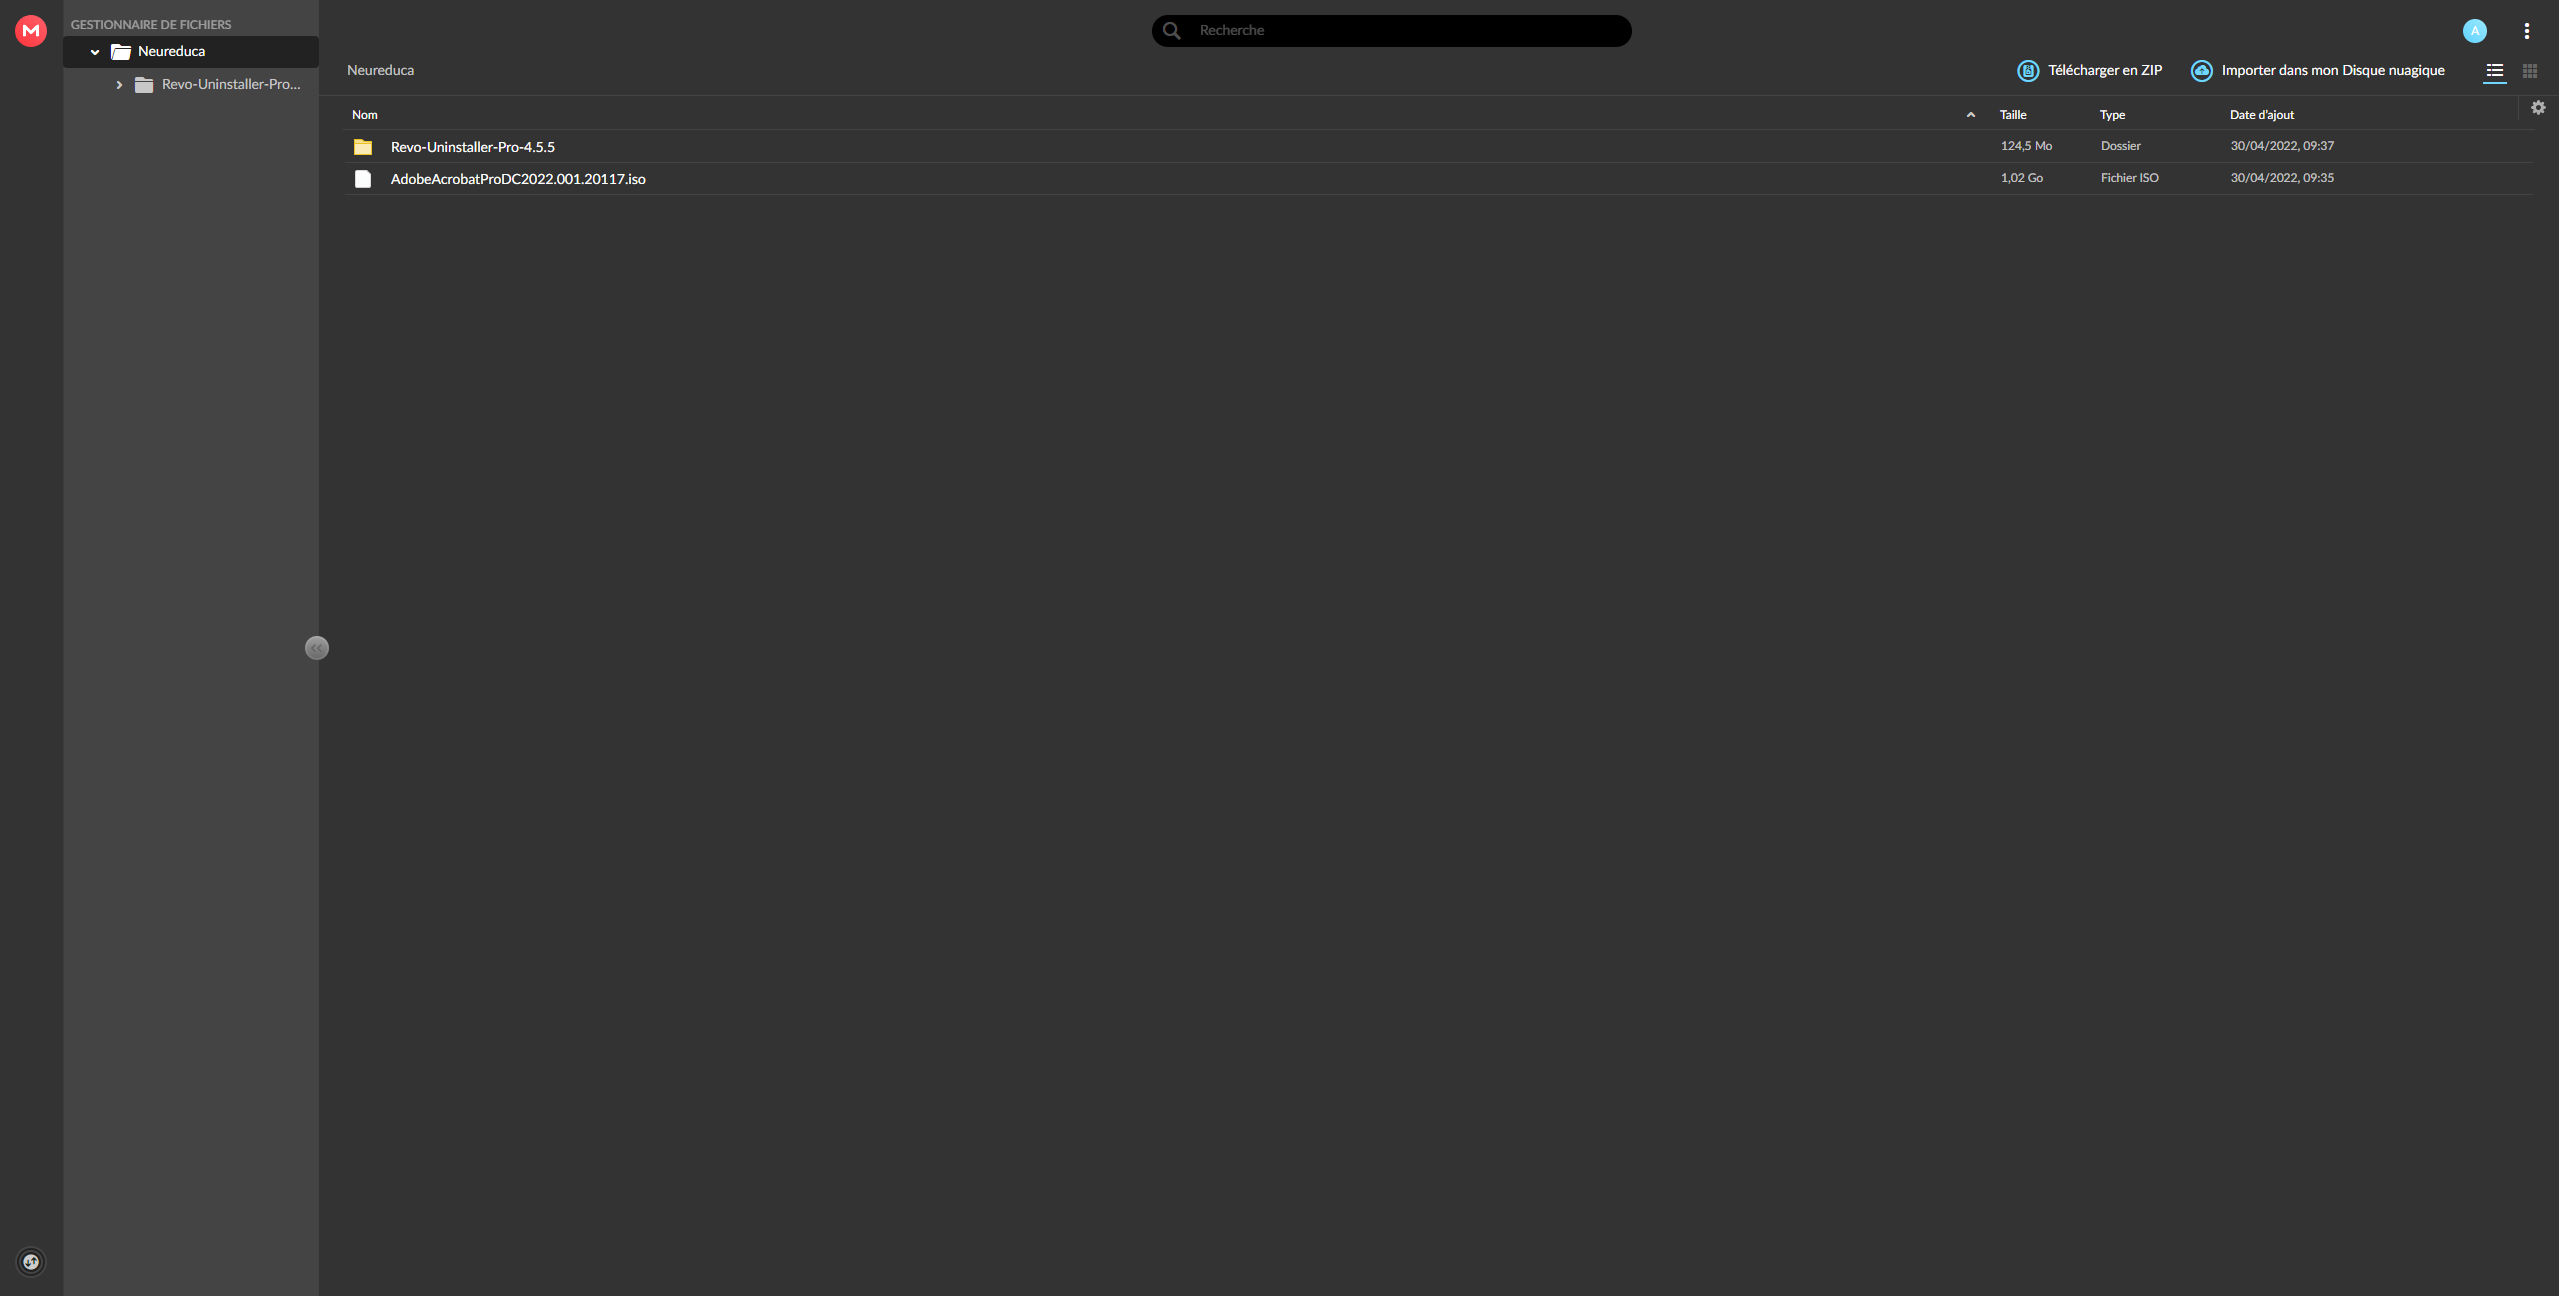 M
GESTIONNAIRE DE FICHIERS
Neureduca
Revo-Uninstaller-Pro...
Recherche
A
Neureduca
Télécharger en ZIP
Importer dans mon Disque nuagique
Nom Taille Type Date d'ajout
Revo-Uninstaller-Pro-4.5.5 124,5 Mo Dossier 30/04/2022, 09:37
AdobeAcrobatProDC2022.001.20117.iso 1,02 Go Fichier ISO 30/04/2022, 09:35